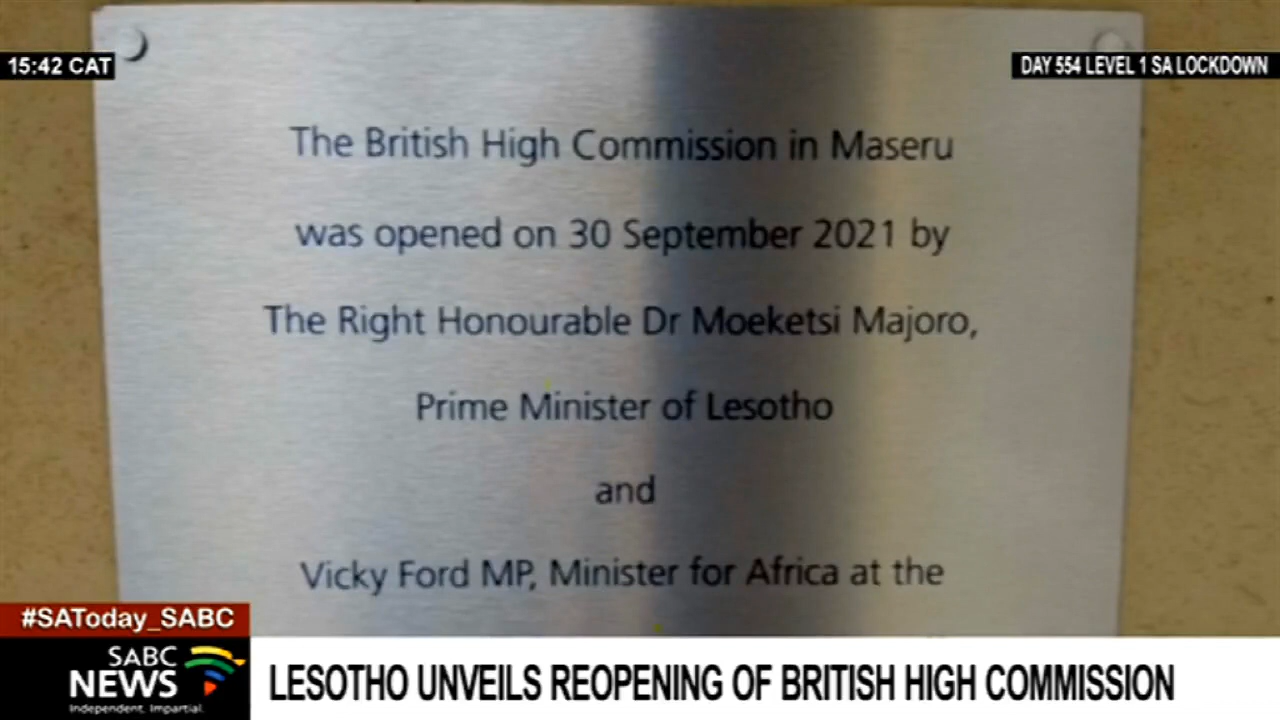 15:42 CAT
DAY 554 LEVEL 1 SA LOCKDOWN
The British High Commission in Maseru
was opened on 30 September 2021 by
The Right Honourable Dr Moeketsi Majoro,
Prime Minister of Lesotho
and
Vicky Ford MP, Minister for Africa at the
#SAToday_SABC
SABC
NEWS
Independent. Impartial.
LESOTHO UNVEILS REOPENING OF BRITISH HIGH COMMISSION